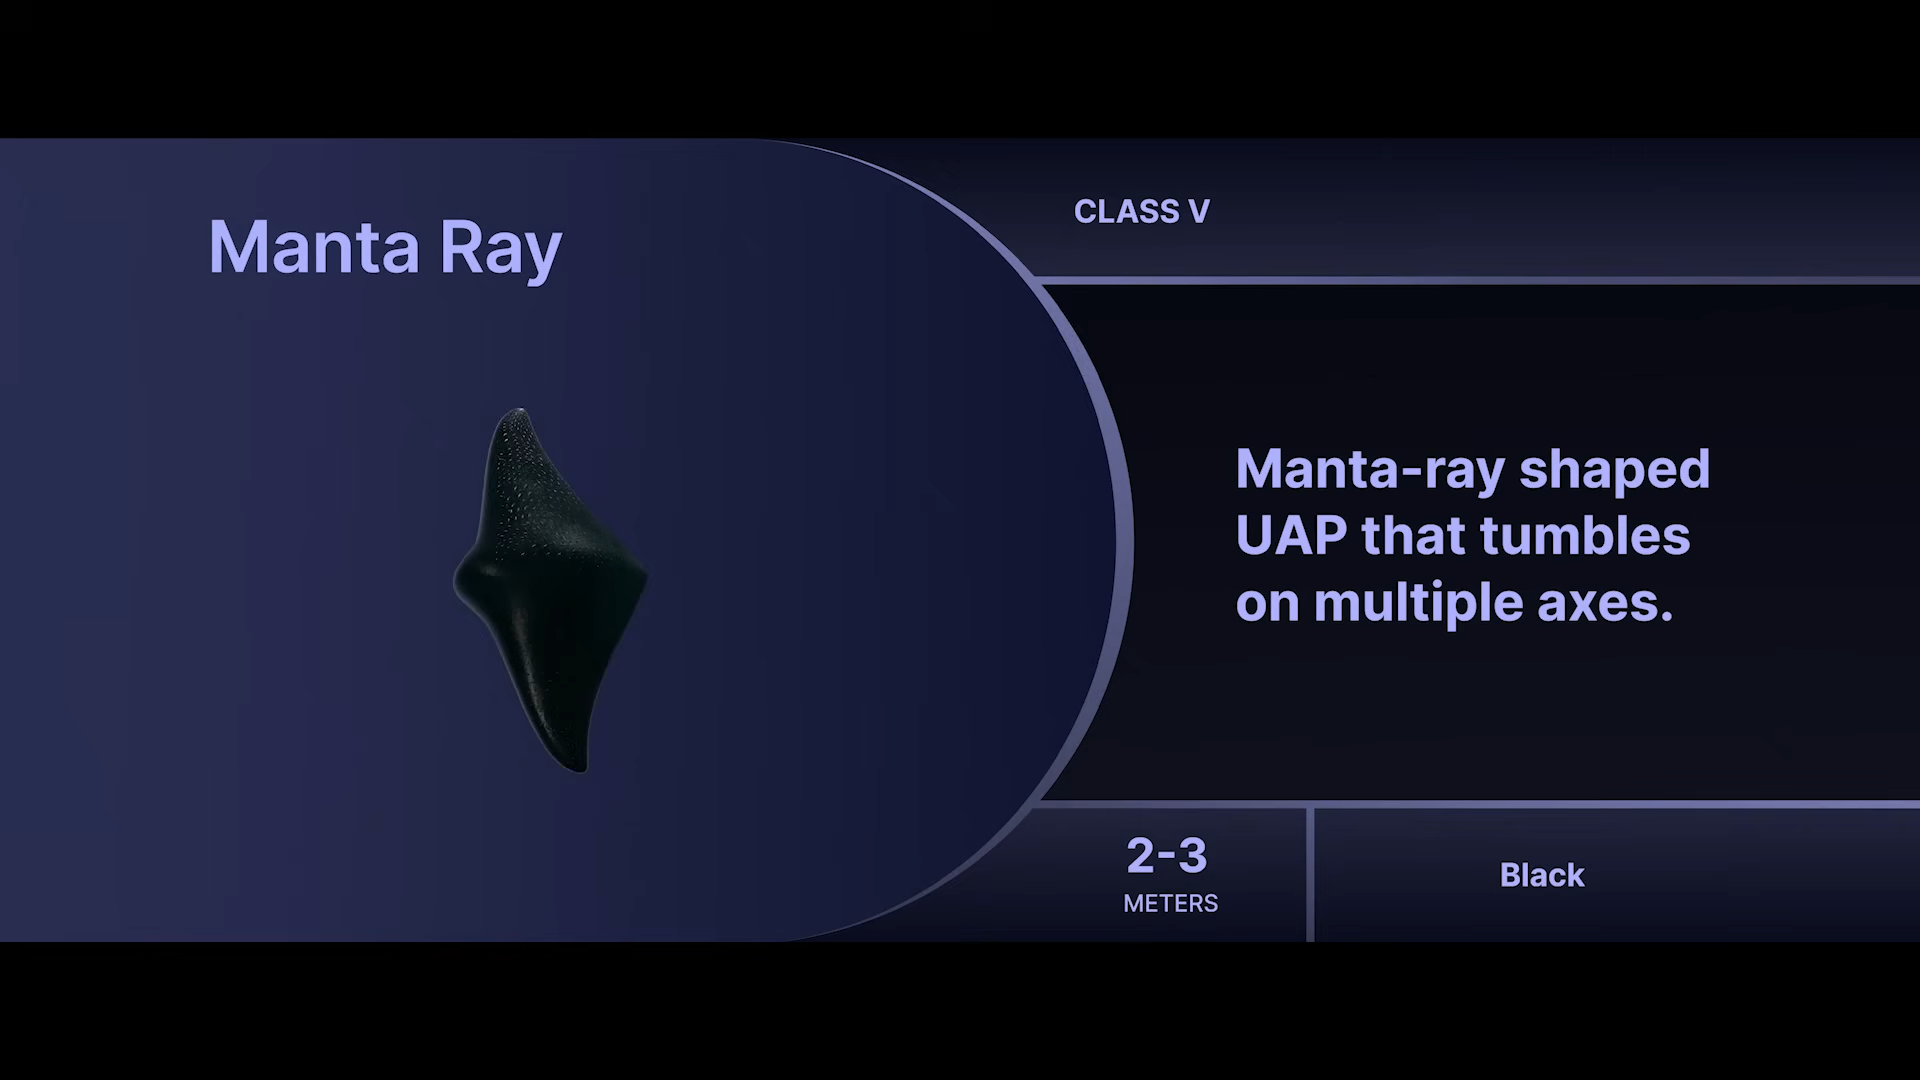 Manta Ray
CLASS V
Manta-ray shaped
UAP that tumbles
on multiple axes.
2-3
METERS
Black